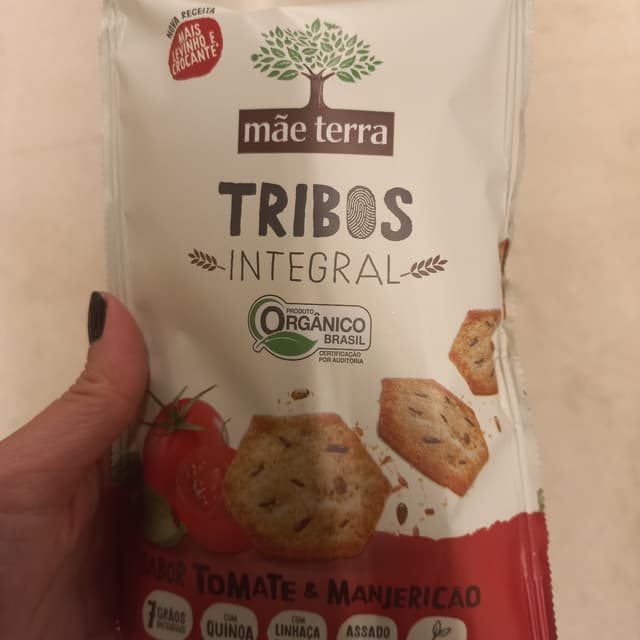 NOVA RECEITA
MAIS
LEVINHO E
CROCANTE*
mãe terra
TRIBOS
INTEGRAL
PRODUTO
ORGÂNICO
BRASIL
CERTIFICAÇÃO
POR AUDITORIA
SABOR TOMATE & MANJERICAO
7 GRÃOS
INTEGRAIS
COM
QUINOA
COM
LINHAÇA
ASSADO